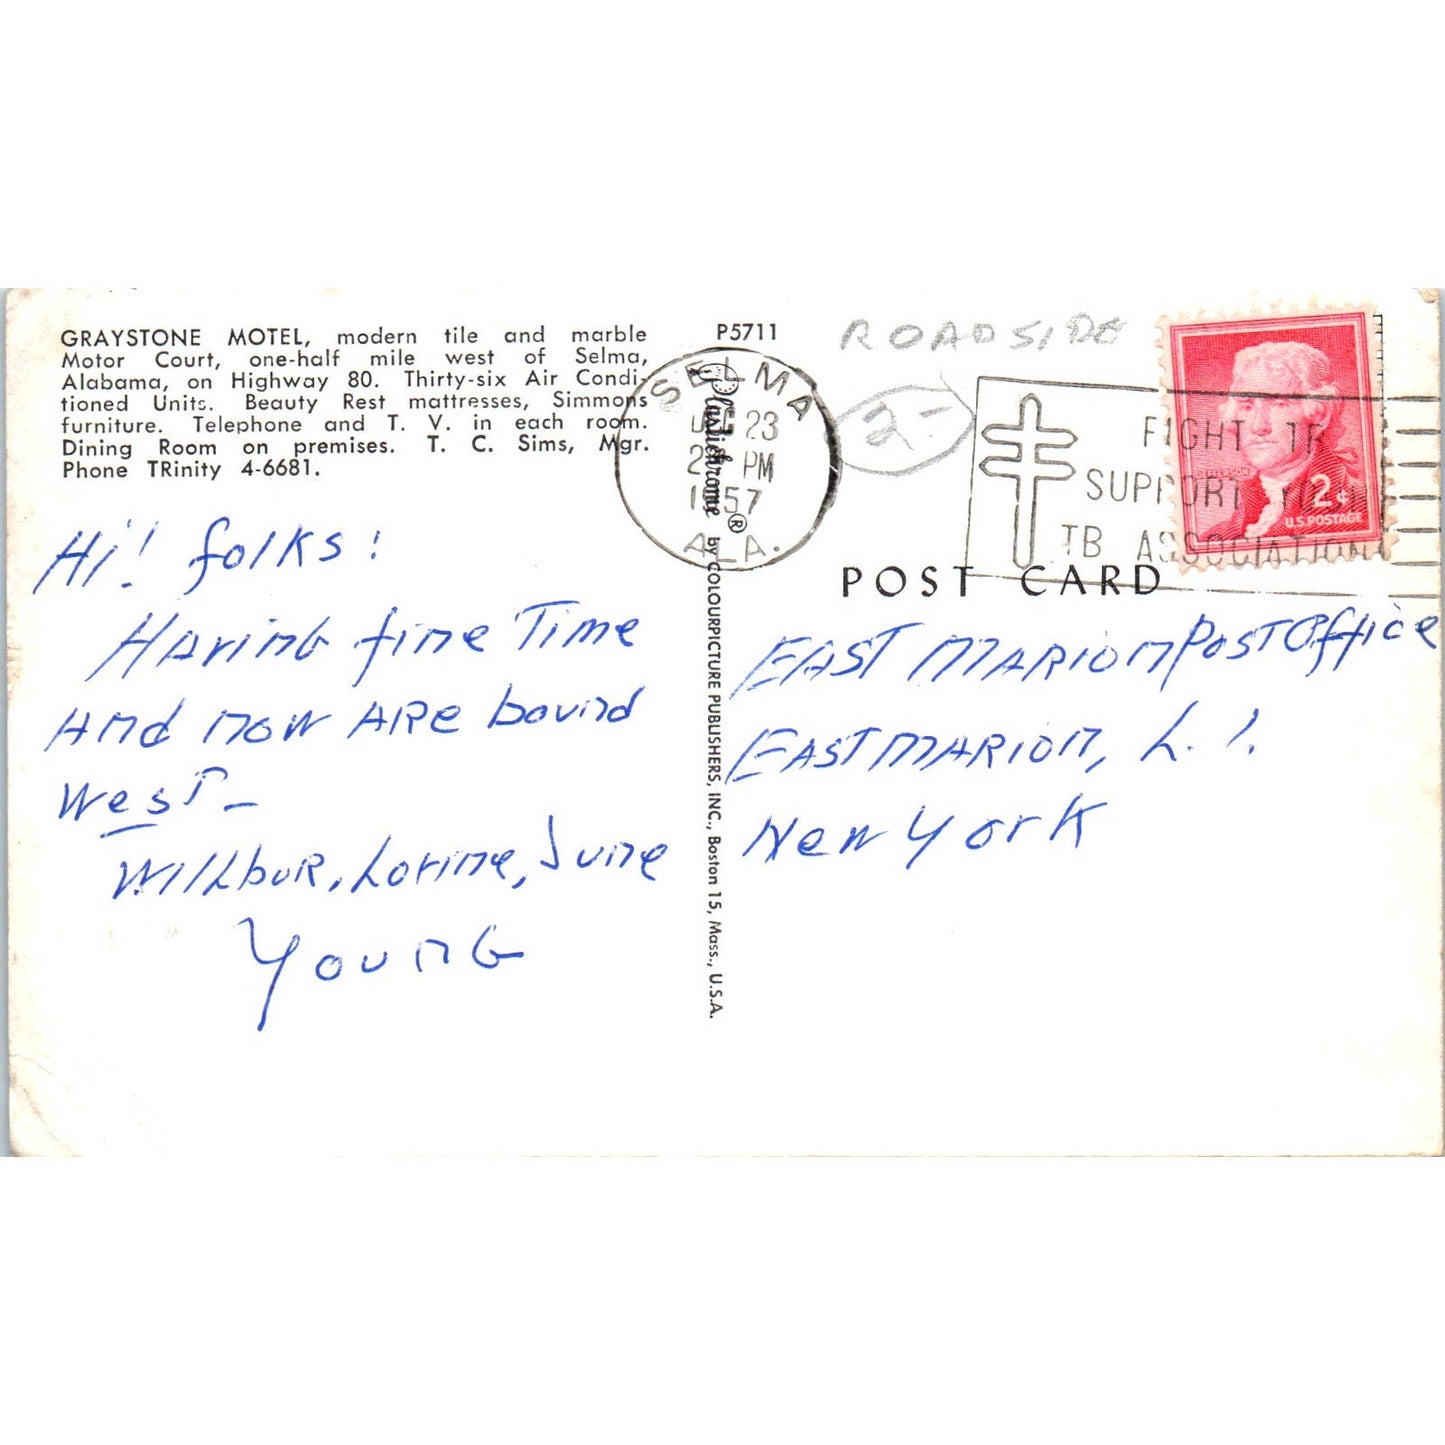 GRAYSTONE MOTEL, modern tile and marble
Motor Court, one-half mile west of Selma,
Alabama, on Highway 80. Thirty-six Air Condi-
tioned Units. Beauty Rest mattresses, Simmons
furniture. Telephone and T. V. in each room.
Dining Room on premises. T. C. Sims, Mgr.
Phone TRinity 4-6681.
Hi! folks:
Having fine Time
And now ARE bound
West-
Wilbur, Lorine, June
Young
P5711
Plastichrome ® by COLOURPICTURE PUBLISHERS, INC., Boston 15, Mass., U.S.A.
SELMA
23
PM
1957
ALA.
ROADSIDE
2-
FIGHT TB
SUPPORT YOUR
TB ASSOCIATION
JEFFERSON
2¢
U.S. POSTAGE
POST CARD
EAST MARION Post Office
EAST MARION, L. I.
New York